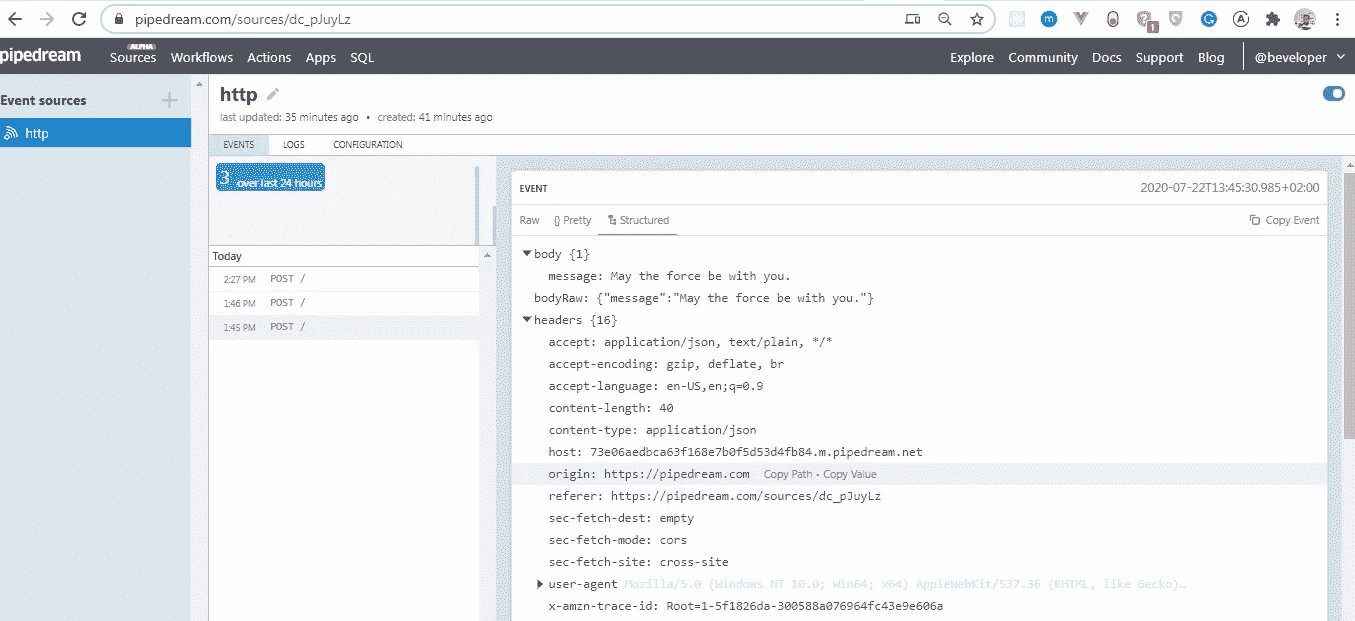 pipedream.com/sources/dc_pJuyLz
pipedream
ALPHA
Sources Workflows Actions Apps SQL
Explore Community Docs Support Blog @beveloper
Event sources
http
http
last updated: 35 minutes ago • created: 41 minutes ago
EVENTS LOGS CONFIGURATION
3 over last 24 hours
Today
2:27 PM POST /
1:46 PM POST /
1:45 PM POST /
EVENT 2020-07-22T13:45:30.985+02:00
Raw {} Pretty Structured Copy Event
body {1}
message: May the force be with you.
bodyRaw: {"message":"May the force be with you."}
headers {16}
accept: application/json, text/plain, */*
accept-encoding: gzip, deflate, br
accept-language: en-US,en;q=0.9
content-length: 40
content-type: application/json
host: 73e06aedbca63f168e7b0f5d53d4fb84.m.pipedream.net
origin: https://pipedream.com Copy Path • Copy Value
referer: https://pipedream.com/sources/dc_pJuyLz
sec-fetch-dest: empty
sec-fetch-mode: cors
sec-fetch-site: cross-site
user-agent Mozilla/5.0 (Windows NT 10.0; Win64; x64) AppleWebKit/537.36 (KHTML, like Gecko)…
x-amzn-trace-id: Root=1-5f1826da-300588a076964fc43e9e606a